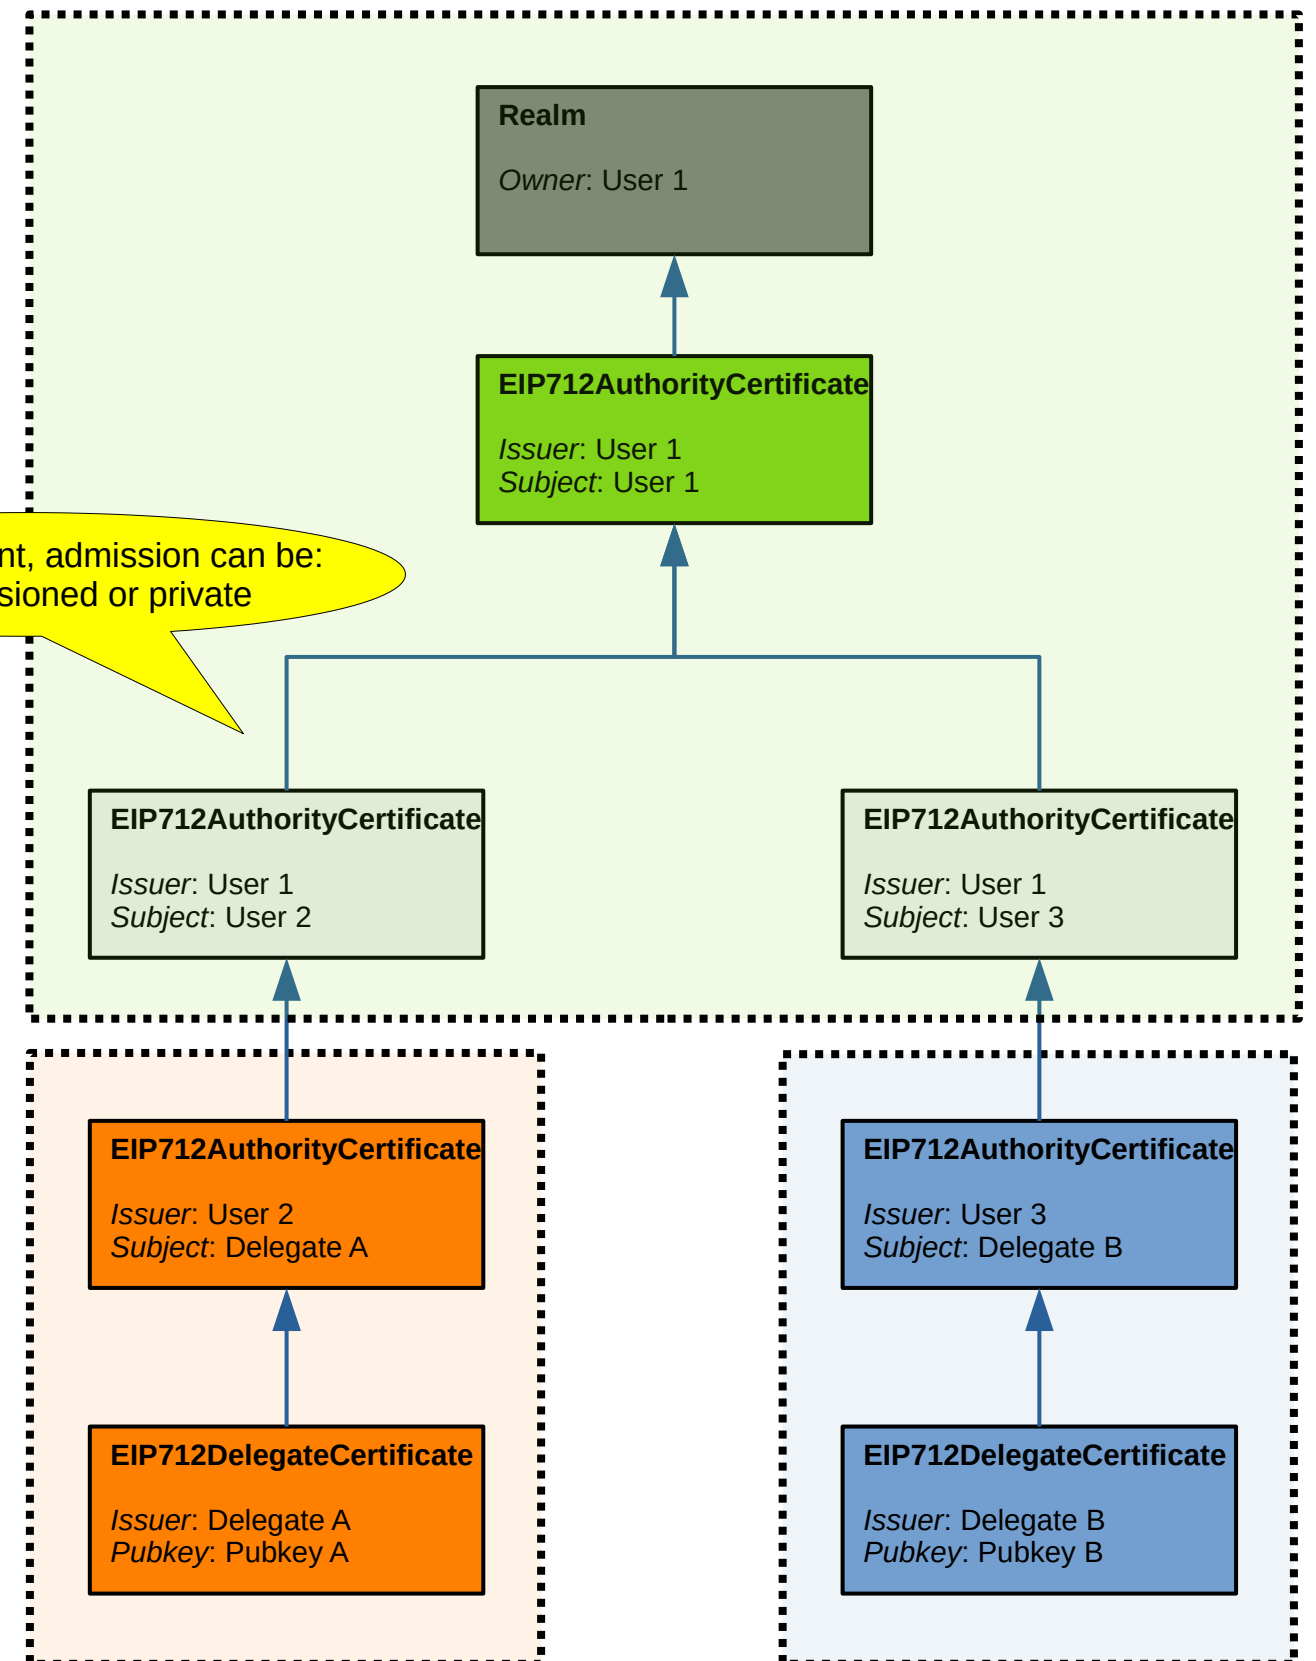 Realm
Owner: User 1
EIP712AuthorityCertificate
Issuer: User 1
Subject: User 1
admission can be:
or private
EIP712AuthorityCertificate
Issuer: User 1
Subject: User 2
EIP712AuthorityCertificate
Issuer: User 1
Subject: User 3
EIP712AuthorityCertificate
Issuer: User 2
Subject: Delegate A
EIP712AuthorityCertificate
Issuer: User 3
Subject: Delegate B
EIP712DelegateCertificate
Issuer: Delegate A
Pubkey: Pubkey A
EIP712DelegateCertificate
Issuer: Delegate B
Pubkey: Pubkey B